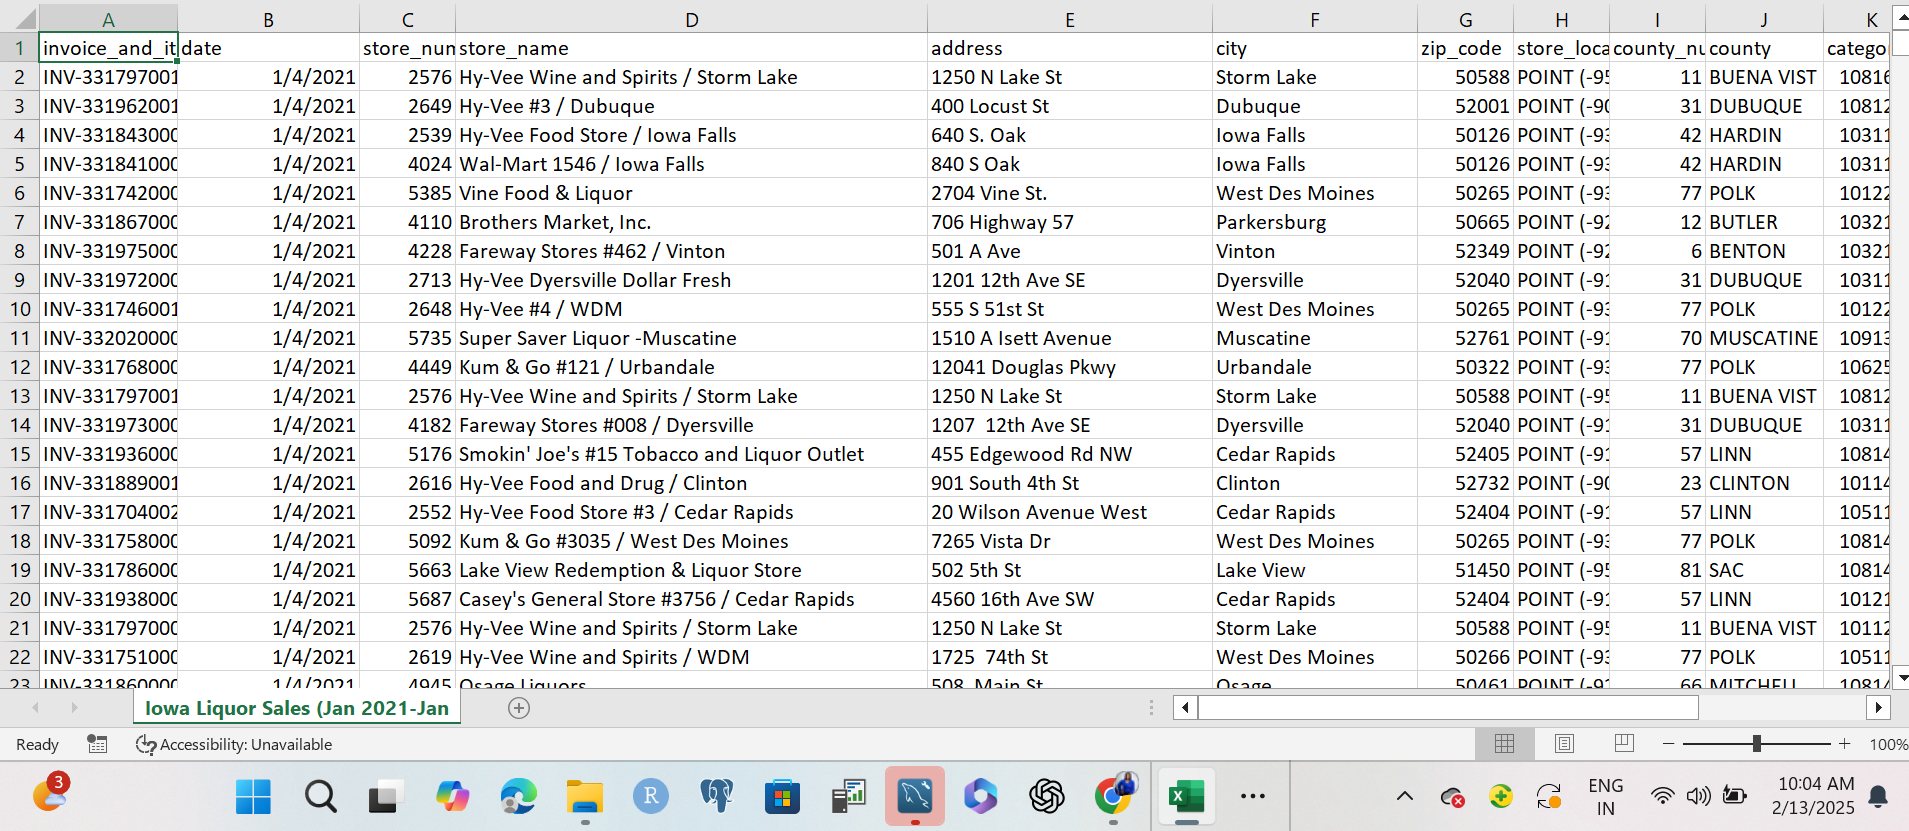 A B C D E F G H I J K
1 invoice_and_it date store_num store_name address city zip_code store_loca county_nu county catego
2 INV-331797001 1/4/2021 2576 Hy-Vee Wine and Spirits / Storm Lake 1250 N Lake St Storm Lake 50588 POINT (-95 11 BUENA VIST 10816
3 INV-331962001 1/4/2021 2649 Hy-Vee #3 / Dubuque 400 Locust St Dubuque 52001 POINT (-90 31 DUBUQUE 10812
4 INV-331843000 1/4/2021 2539 Hy-Vee Food Store / Iowa Falls 640 S. Oak Iowa Falls 50126 POINT (-93 42 HARDIN 10311
5 INV-331841000 1/4/2021 4024 Wal-Mart 1546 / Iowa Falls 840 S Oak Iowa Falls 50126 POINT (-93 42 HARDIN 10311
6 INV-331742000 1/4/2021 5385 Vine Food & Liquor 2704 Vine St. West Des Moines 50265 POINT (-93 77 POLK 10122
7 INV-331867000 1/4/2021 4110 Brothers Market, Inc. 706 Highway 57 Parkersburg 50665 POINT (-92 12 BUTLER 10321
8 INV-331975000 1/4/2021 4228 Fareway Stores #462 / Vinton 501 A Ave Vinton 52349 POINT (-92 6 BENTON 10321
9 INV-331972000 1/4/2021 2713 Hy-Vee Dyersville Dollar Fresh 1201 12th Ave SE Dyersville 52040 POINT (-91 31 DUBUQUE 10311
10 INV-331746001 1/4/2021 2648 Hy-Vee #4 / WDM 555 S 51st St West Des Moines 50265 POINT (-93 77 POLK 10122
11 INV-332020000 1/4/2021 5735 Super Saver Liquor -Muscatine 1510 A Isett Avenue Muscatine 52761 POINT (-91 70 MUSCATINE 10913
12 INV-331768000 1/4/2021 4449 Kum & Go #121 / Urbandale 12041 Douglas Pkwy Urbandale 50322 POINT (-93 77 POLK 10625
13 INV-331797001 1/4/2021 2576 Hy-Vee Wine and Spirits / Storm Lake 1250 N Lake St Storm Lake 50588 POINT (-95 11 BUENA VIST 10812
14 INV-331973000 1/4/2021 4182 Fareway Stores #008 / Dyersville 1207  12th Ave SE Dyersville 52040 POINT (-91 31 DUBUQUE 10311
15 INV-331936000 1/4/2021 5176 Smokin' Joe's #15 Tobacco and Liquor Outlet 455 Edgewood Rd NW Cedar Rapids 52405 POINT (-91 57 LINN 10814
16 INV-331889001 1/4/2021 2616 Hy-Vee Food and Drug / Clinton 901 South 4th St Clinton 52732 POINT (-90 23 CLINTON 10114
17 INV-331704002 1/4/2021 2552 Hy-Vee Food Store #3 / Cedar Rapids 20 Wilson Avenue West Cedar Rapids 52404 POINT (-91 57 LINN 10511
18 INV-331758000 1/4/2021 5092 Kum & Go #3035 / West Des Moines 7265 Vista Dr West Des Moines 50265 POINT (-93 77 POLK 10814
19 INV-331786000 1/4/2021 5663 Lake View Redemption & Liquor Store 502 5th St Lake View 51450 POINT (-95 81 SAC 10814
20 INV-331938000 1/4/2021 5687 Casey's General Store #3756 / Cedar Rapids 4560 16th Ave SW Cedar Rapids 52404 POINT (-91 57 LINN 10121
21 INV-331797000 1/4/2021 2576 Hy-Vee Wine and Spirits / Storm Lake 1250 N Lake St Storm Lake 50588 POINT (-95 11 BUENA VIST 10112
22 INV-331751000 1/4/2021 2619 Hy-Vee Wine and Spirits / WDM 1725  74th St West Des Moines 50266 POINT (-93 77 POLK 10511
23 INV-331860000 1/4/2021 4945 Osage Liquors 508  Main St Osage 50461 POINT (-92 66 MITCHELL 10814
Iowa Liquor Sales (Jan 2021-Jan
Ready Accessibility: Unavailable 100%
3
R
ENG
IN
10:04 AM
2/13/2025